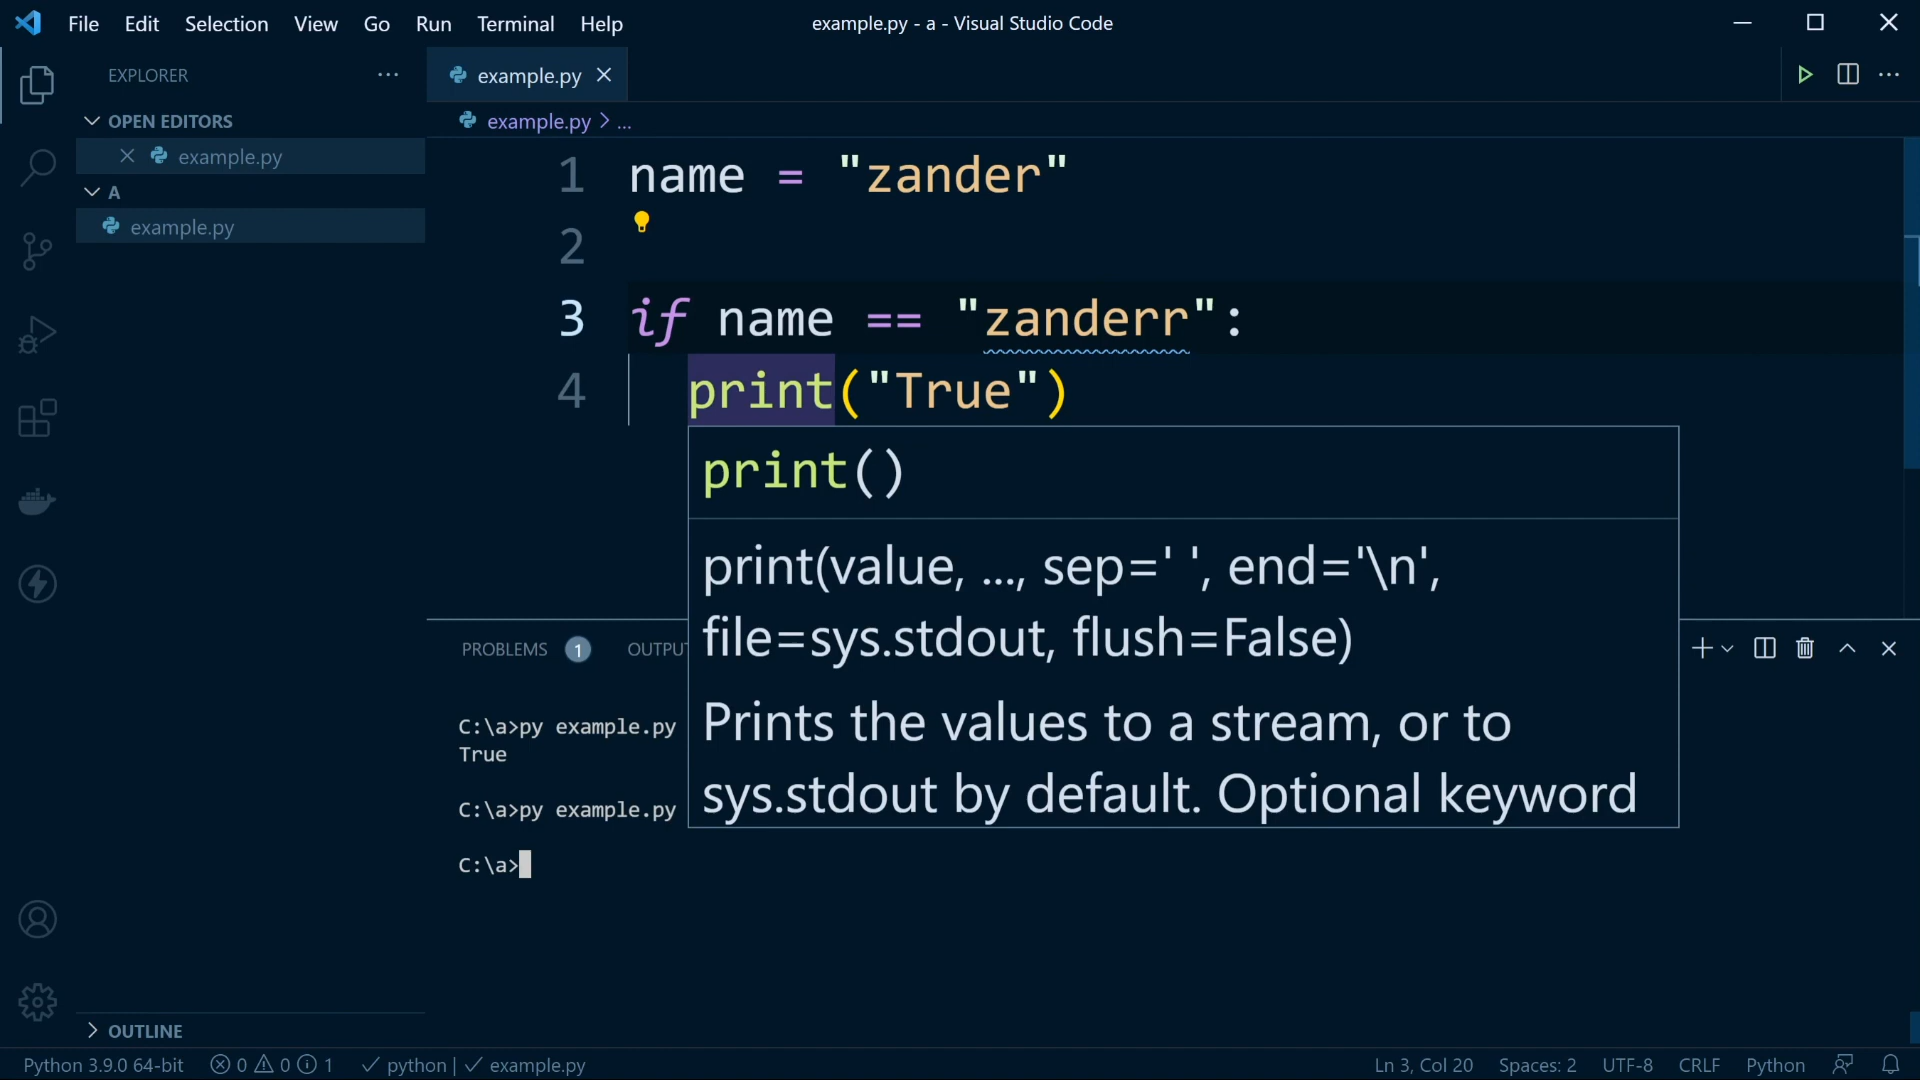 File Edit Selection View Go Run Terminal Help
example.py - a - Visual Studio Code
EXPLORER
OPEN EDITORS
example.py
A
example.py
OUTLINE
example.py
example.py > ...
1 name = "zander"
2
3 if name == "zanderr":
4 print("True")
print()
print(value, ..., sep=' ', end='\n',
file=sys.stdout, flush=False)
Prints the values to a stream, or to
sys.stdout by default. Optional keyword
PROBLEMS 1 OUTPU
C:\a>py example.py
True
C:\a>py example.py
C:\a>
Python 3.9.0 64-bit 0 0 1 python | example.py Ln 3, Col 20 Spaces: 2 UTF-8 CRLF Python